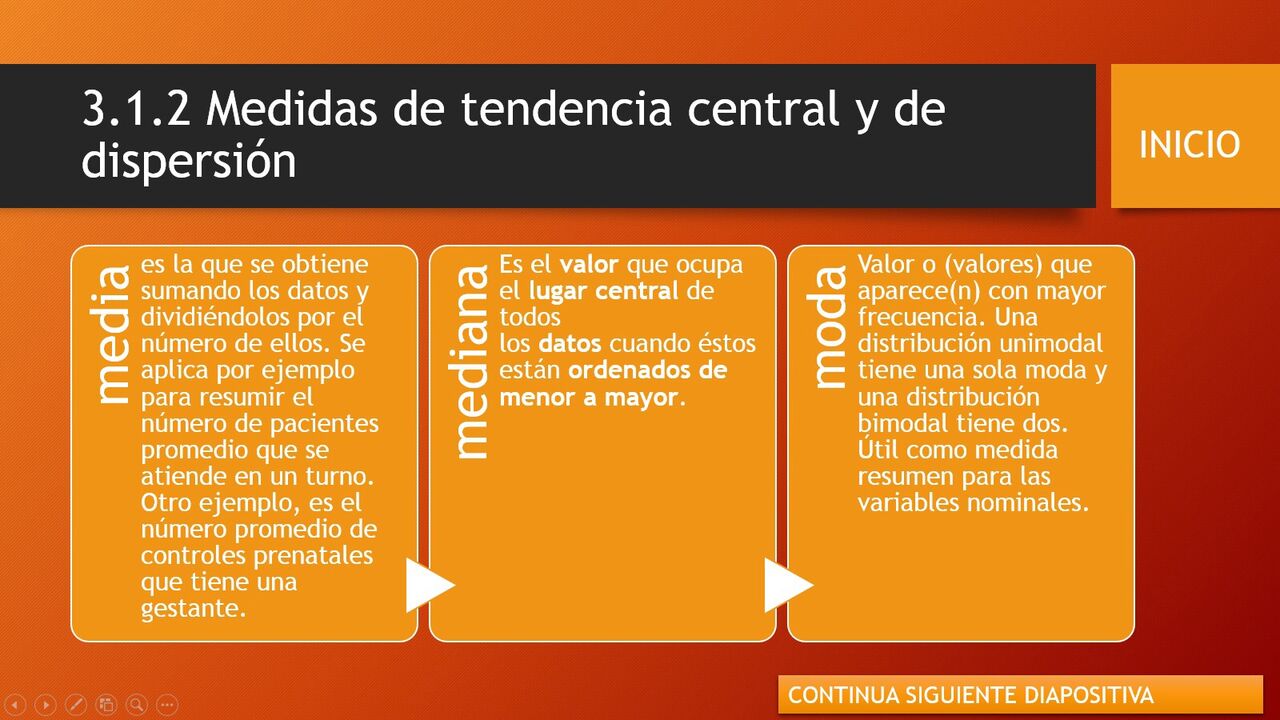 3.1.2 Medidas de tendencia central y de
dispersión
INICIO
media
es la que se obtiene
sumando los datos y
dividiéndolos por el
número de ellos. Se
aplica por ejemplo
para resumir el
número de pacientes
promedio que se
atiende en un turno.
Otro ejemplo, es el
número promedio de
controles prenatales
que tiene una
gestante.
mediana
Es el valor que ocupa
el lugar central de
todos
los datos cuando éstos
están ordenados de
menor a mayor.
moda
Valor o (valores) que
aparece(n) con mayor
frecuencia. Una
distribución unimodal
tiene una sola moda y
una distribución
bimodal tiene dos.
Útil como medida
resumen para las
variables nominales.
CONTINUA SIGUIENTE DIAPOSITIVA